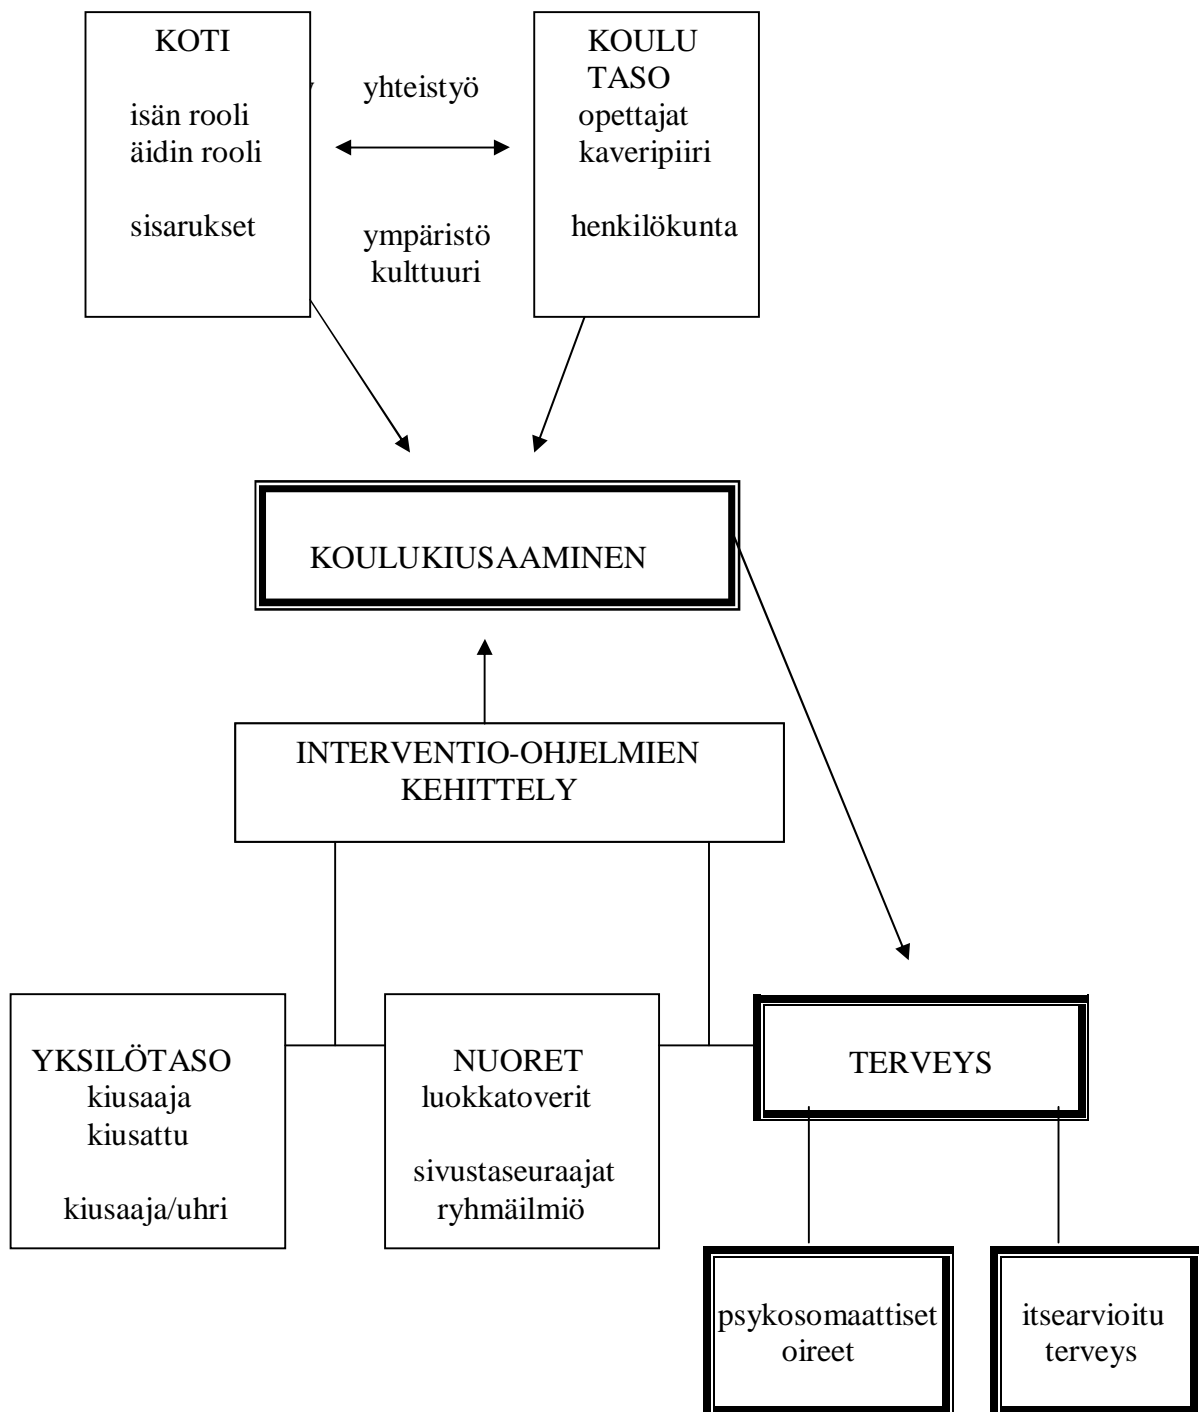 KOTI
isän rooli
äidin rooli
sisarukset
yhteistyö
ympäristö
kulttuuri
KOULU
TASO
opettajat
kaveripiiri
henkilökunta
KOULUKIUSAAMINEN
INTERVENTIO-OHJELMIEN
KEHITTELY
YKSILÖTASO
kiusaaja
kiusattu
kiusaaja/uhri
NUORET
luokkatoverit
sivustaseuraajat
ryhmäilmiö
TERVEYS
psykosomaattiset
oireet
itsearvioitu
terveys